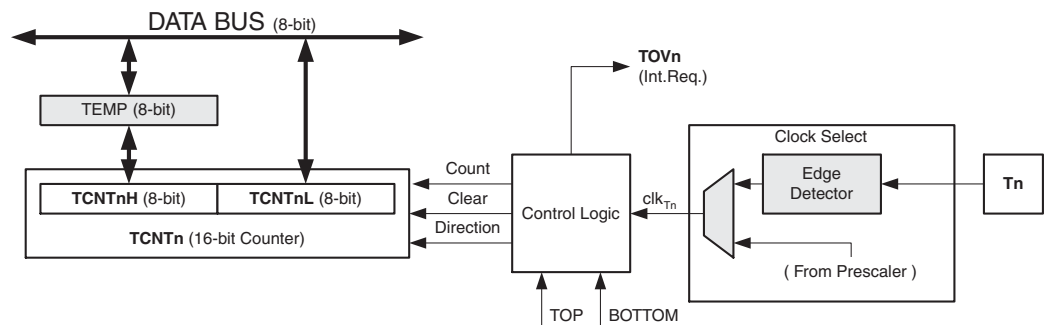 DATA BUS (8-bit)
TOVn
(Int.Req.)
TEMP (8-bit)
Clock Select
Count
Edge
Detector
Tn
TCNTnH (8-bit)
TCNTnL (8-bit)
Clear
Control Logic
clkTn
TCNTn (16-bit Counter)
Direction
( From Prescaler )
TOP
BOTTOM